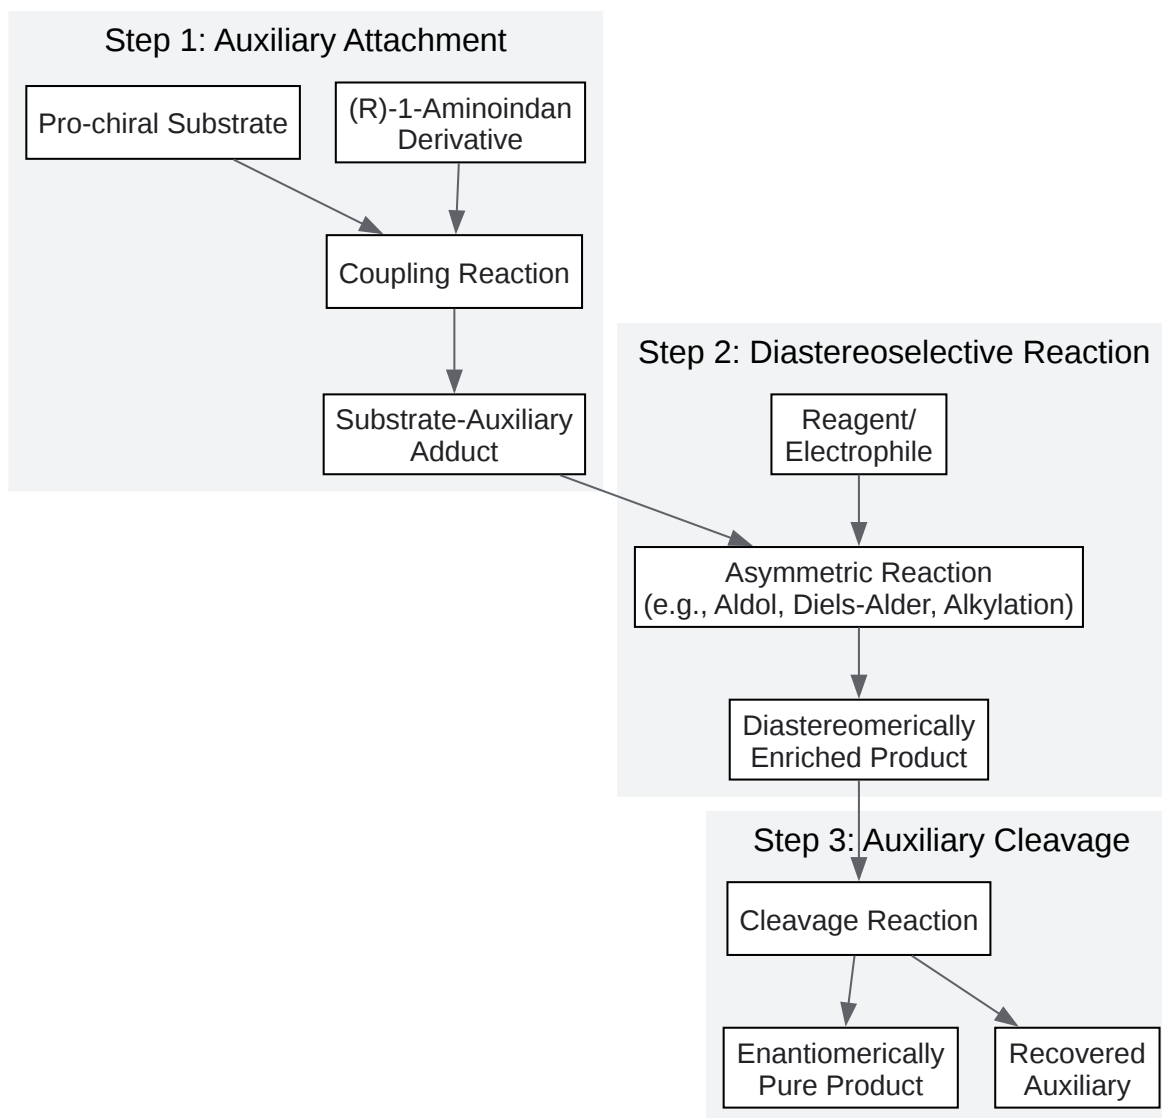 Step 1: Auxiliary Attachment
Pro-chiral Substrate
(R)-1-Aminoindan
Derivative
Coupling Reaction
Substrate-Auxiliary
Adduct
Step 2: Diastereoselective Reaction
Reagent/
Electrophile
Asymmetric Reaction
(e.g., Aldol, Diels-Alder, Alkylation)
Diastereomerically
Enriched Product
Step 3: Auxiliary Cleavage
Cleavage Reaction
Enantiomerically
Pure Product
Recovered
Auxiliary